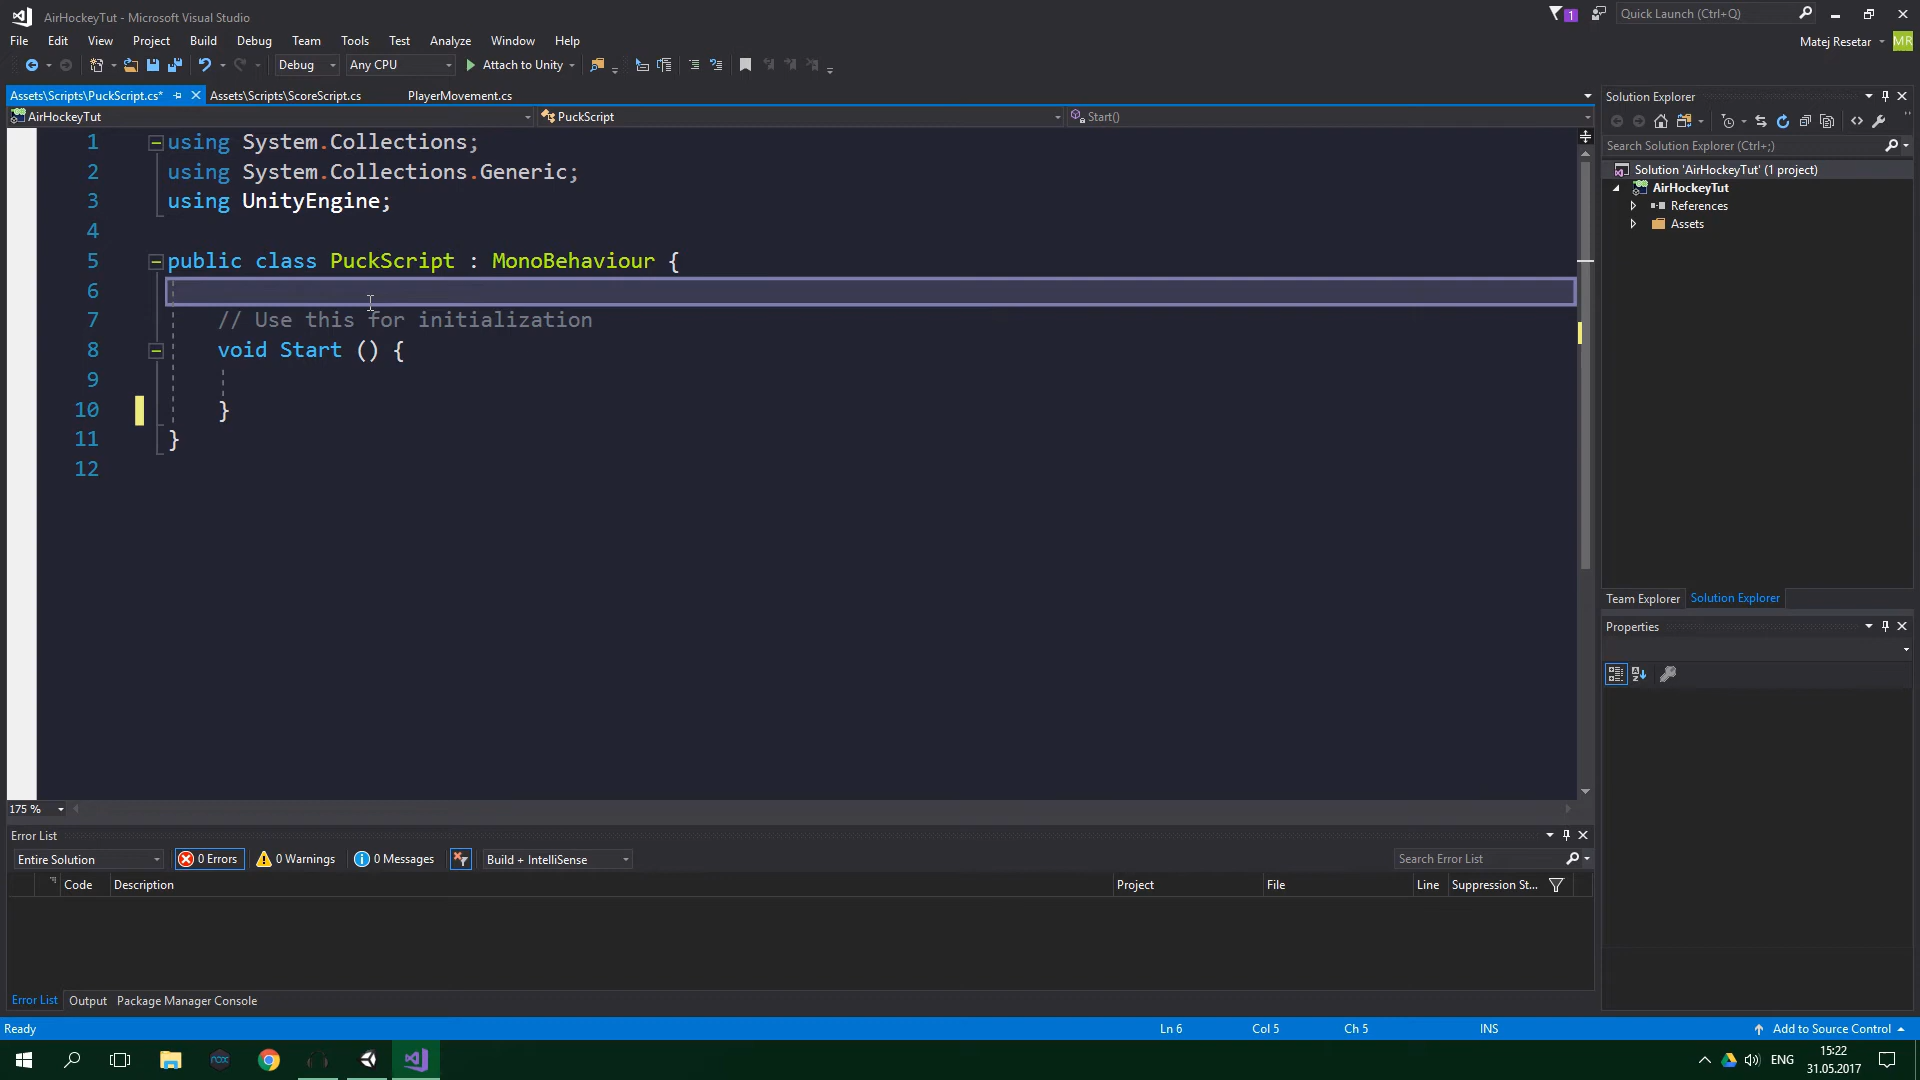 AirHockeyTut - Microsoft Visual Studio
1
Quick Launch (Ctrl+Q)
File Edit View Project Build Debug Team Tools Test Analyze Window Help
Matej Resetar MR
Debug Any CPU Attach to Unity
Assets\Scripts\PuckScript.cs* Assets\Scripts\ScoreScript.cs PlayerMovement.cs
AirHockeyTut PuckScript Start()
1 using System.Collections;
2 using System.Collections.Generic;
3 using UnityEngine;
4
5 public class PuckScript : MonoBehaviour {
6
7 // Use this for initialization
8 void Start () {
9
10 }
11 }
12
175 %
Solution Explorer
Search Solution Explorer (Ctrl+;)
Solution 'AirHockeyTut' (1 project)
AirHockeyTut
References
Assets
Team Explorer Solution Explorer
Properties
Error List
Entire Solution 0 Errors 0 Warnings 0 Messages Build + IntelliSense Search Error List
Code Description Project File Line Suppression St...
Error List Output Package Manager Console
Ready Ln 6 Col 5 Ch 5 INS Add to Source Control
nox
ENG
15:22
31.05.2017